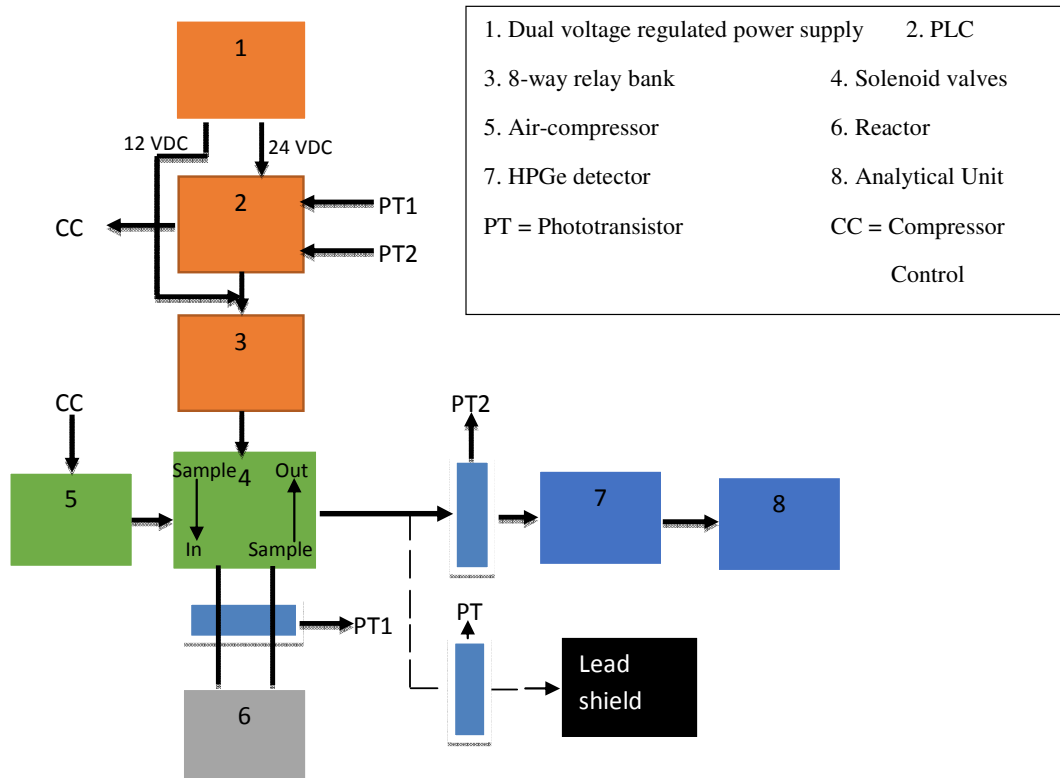 1
12 VDC
24 VDC
2
PT1
CC
PT2
3
CC
5
Sample
4
Out
In
Sample
PT2
7
8
PT1
PT
6
Lead
shield
1. Dual voltage regulated power supply 2. PLC
3. 8-way relay bank 4. Solenoid valves
5. Air-compressor 6. Reactor
7. HPGe detector 8. Analytical Unit
PT = Phototransistor CC = Compressor
Control